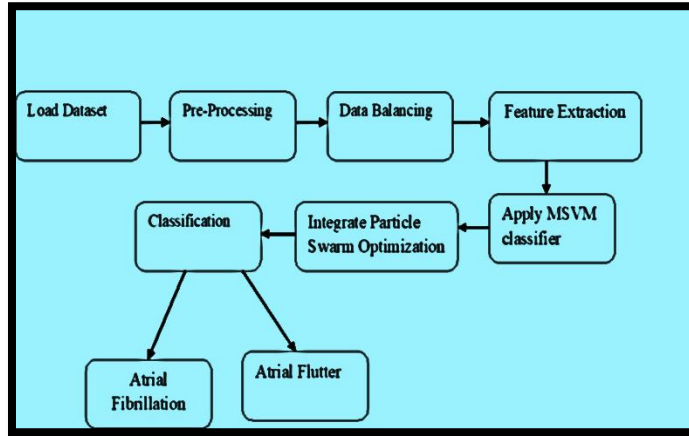 Load Dataset
Pre-Processing
Data Balancing
Feature Extraction
Apply MSVM
classifier
Integrate Particle
Swarm Optimization
Classification
Atrial
Fibrillation
Atrial Flutter